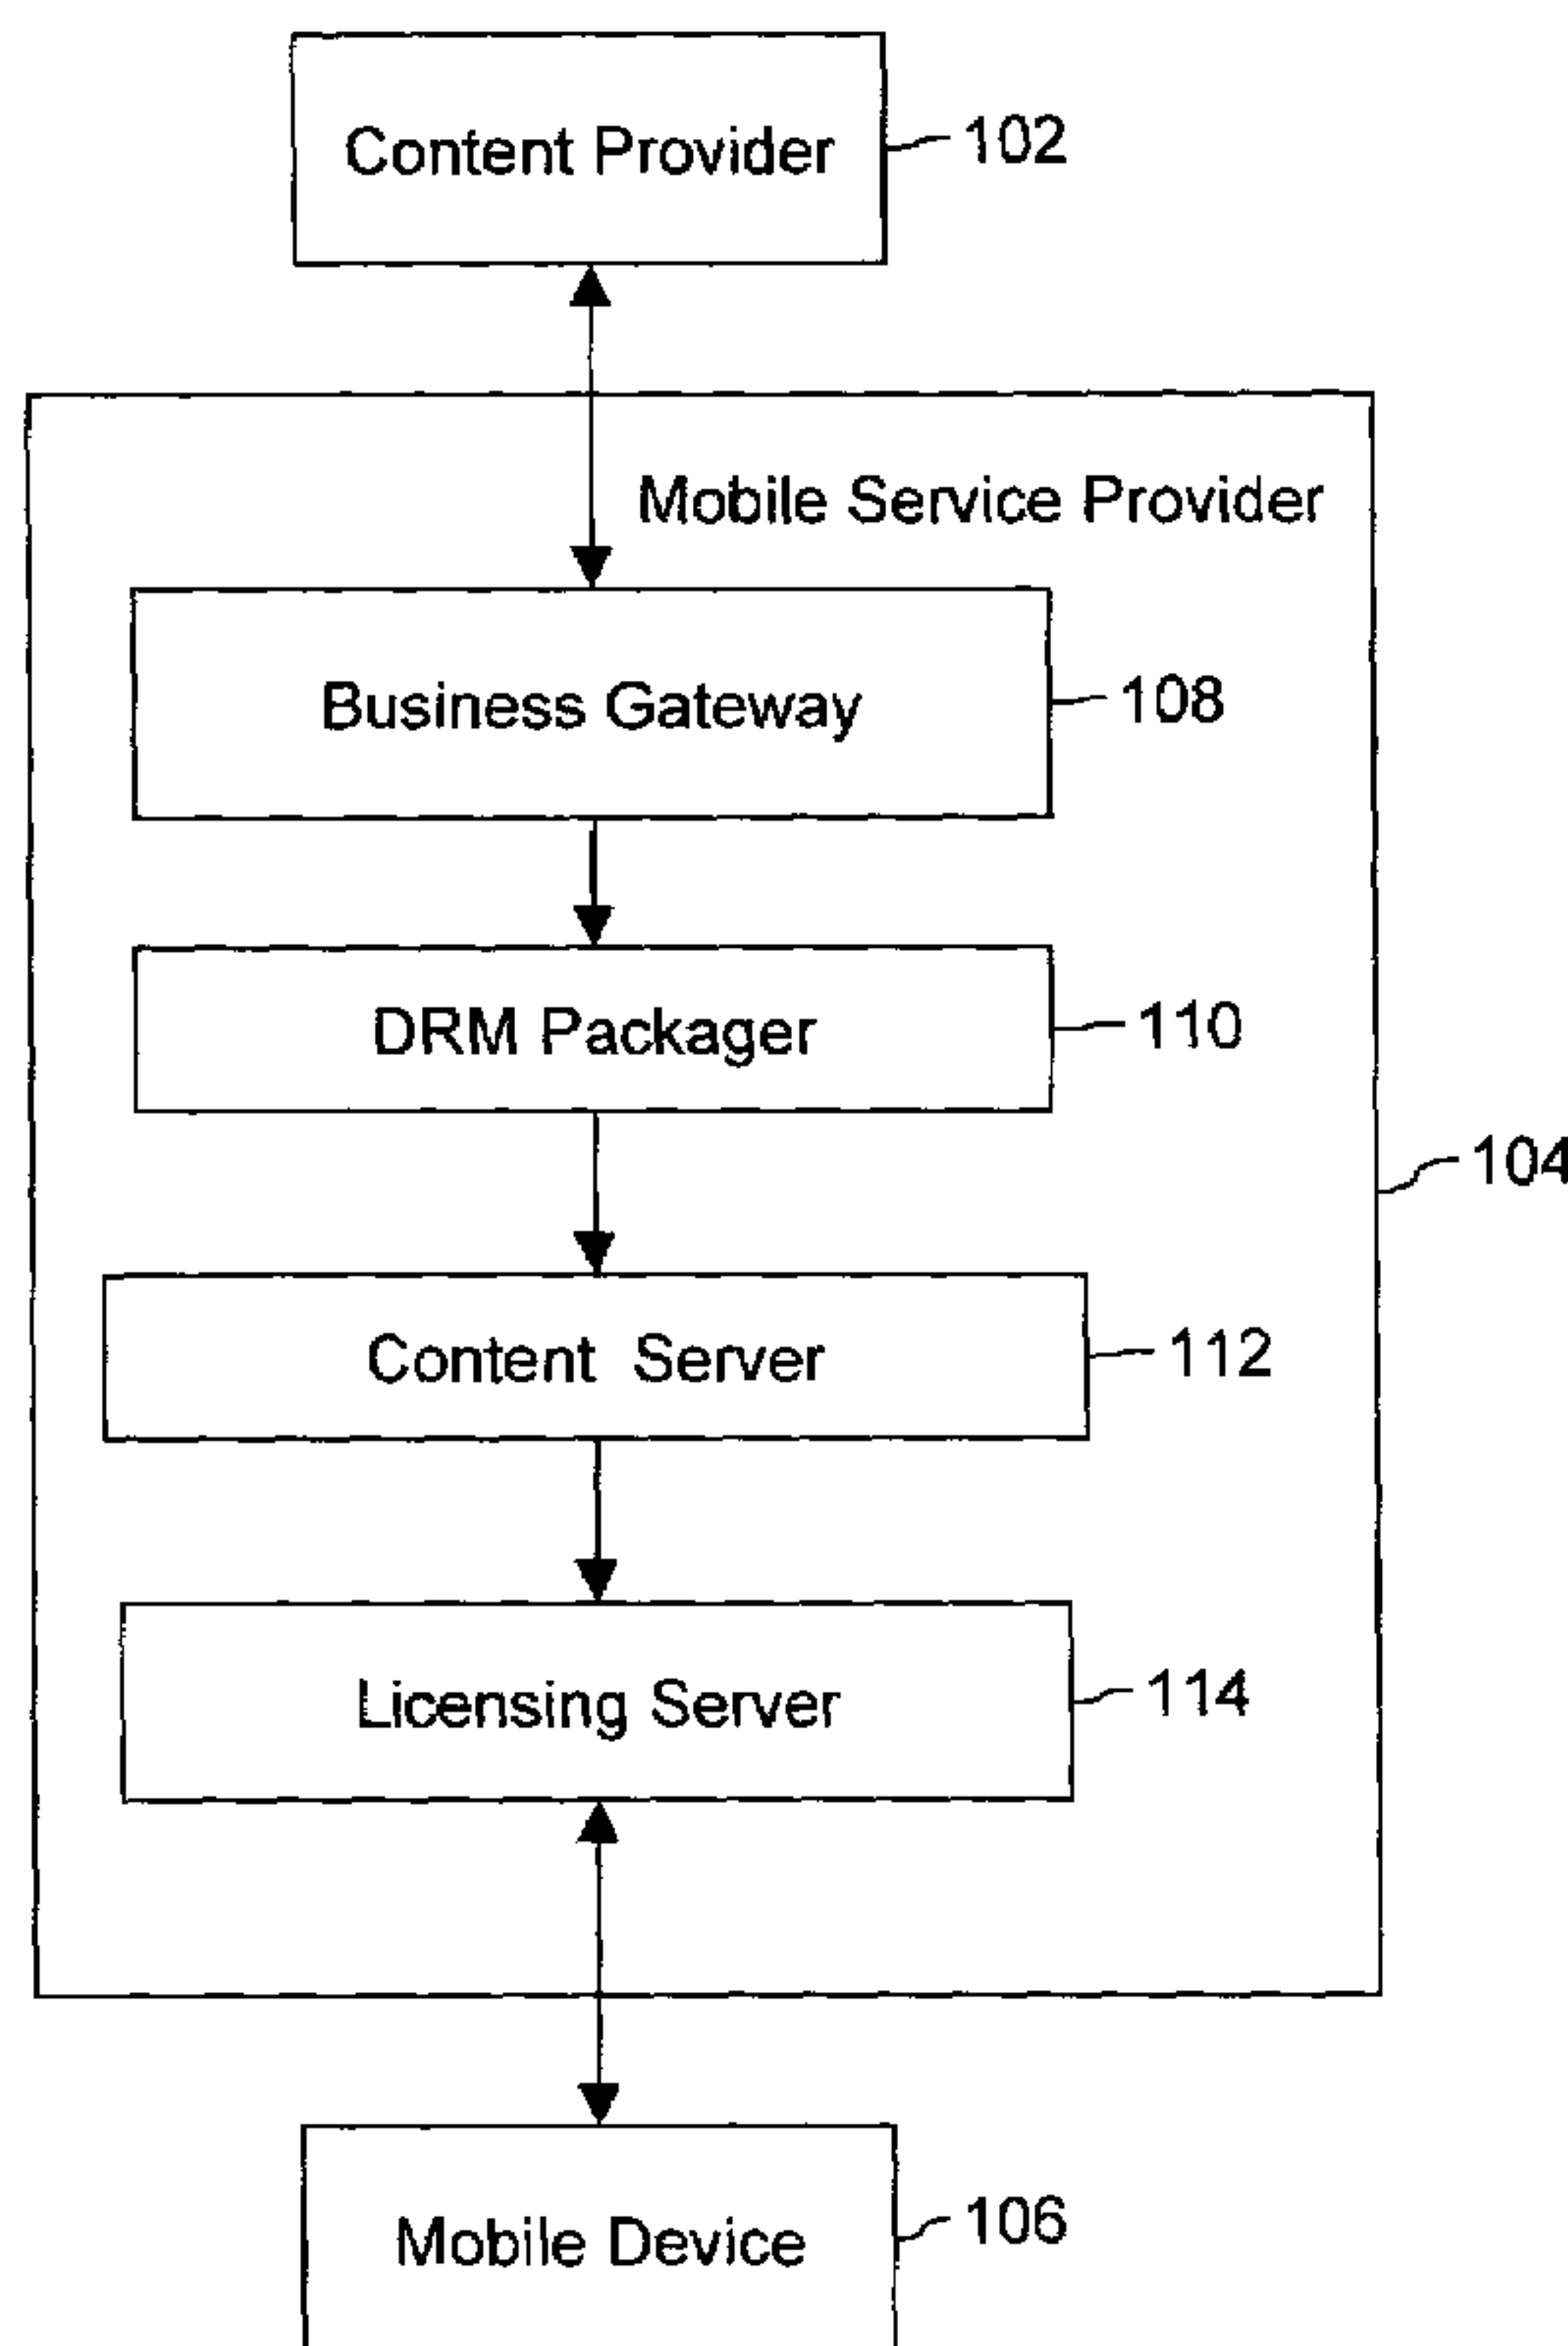 Content Provider 102
Mobile Service Provider
Business Gateway 108
DRM Packager 110
104
Content Server 112
Licensing Server 114
Mobile Device 106